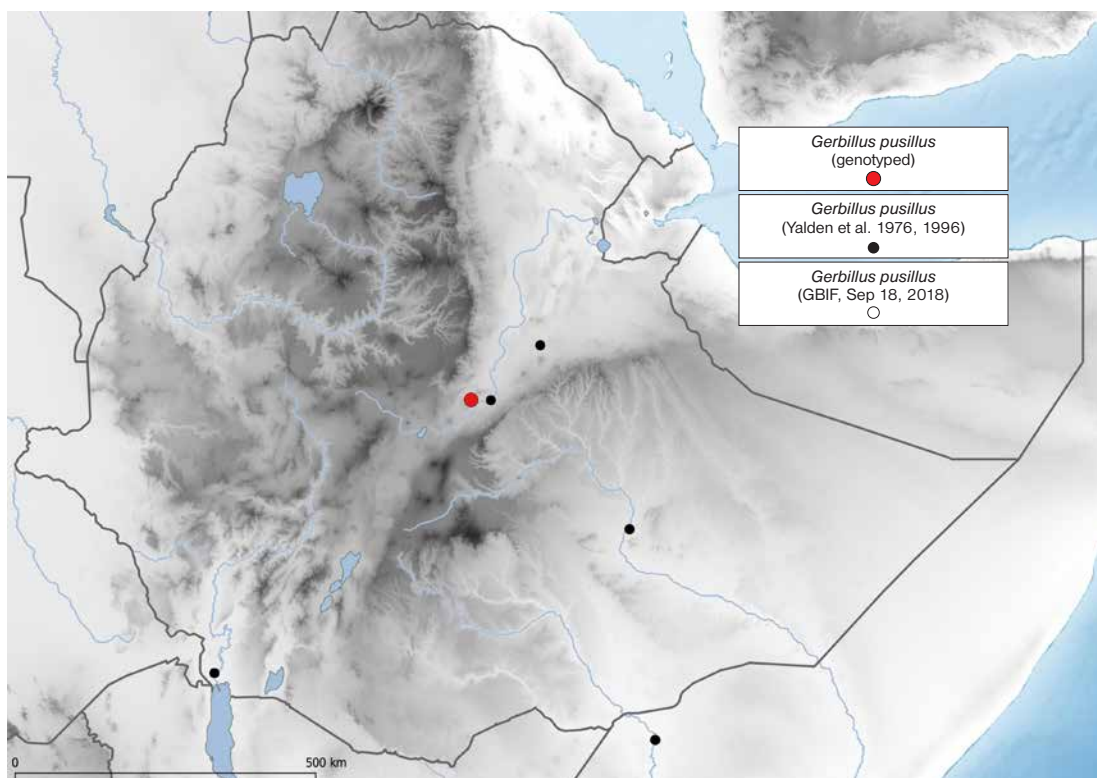 Gerbillus pusillus
(genotyped)
Gerbillus pusillus
(Yalden et al. 1976, 1996)
Gerbillus pusillus
(GBIF, Sep 18, 2018)
0 500 km